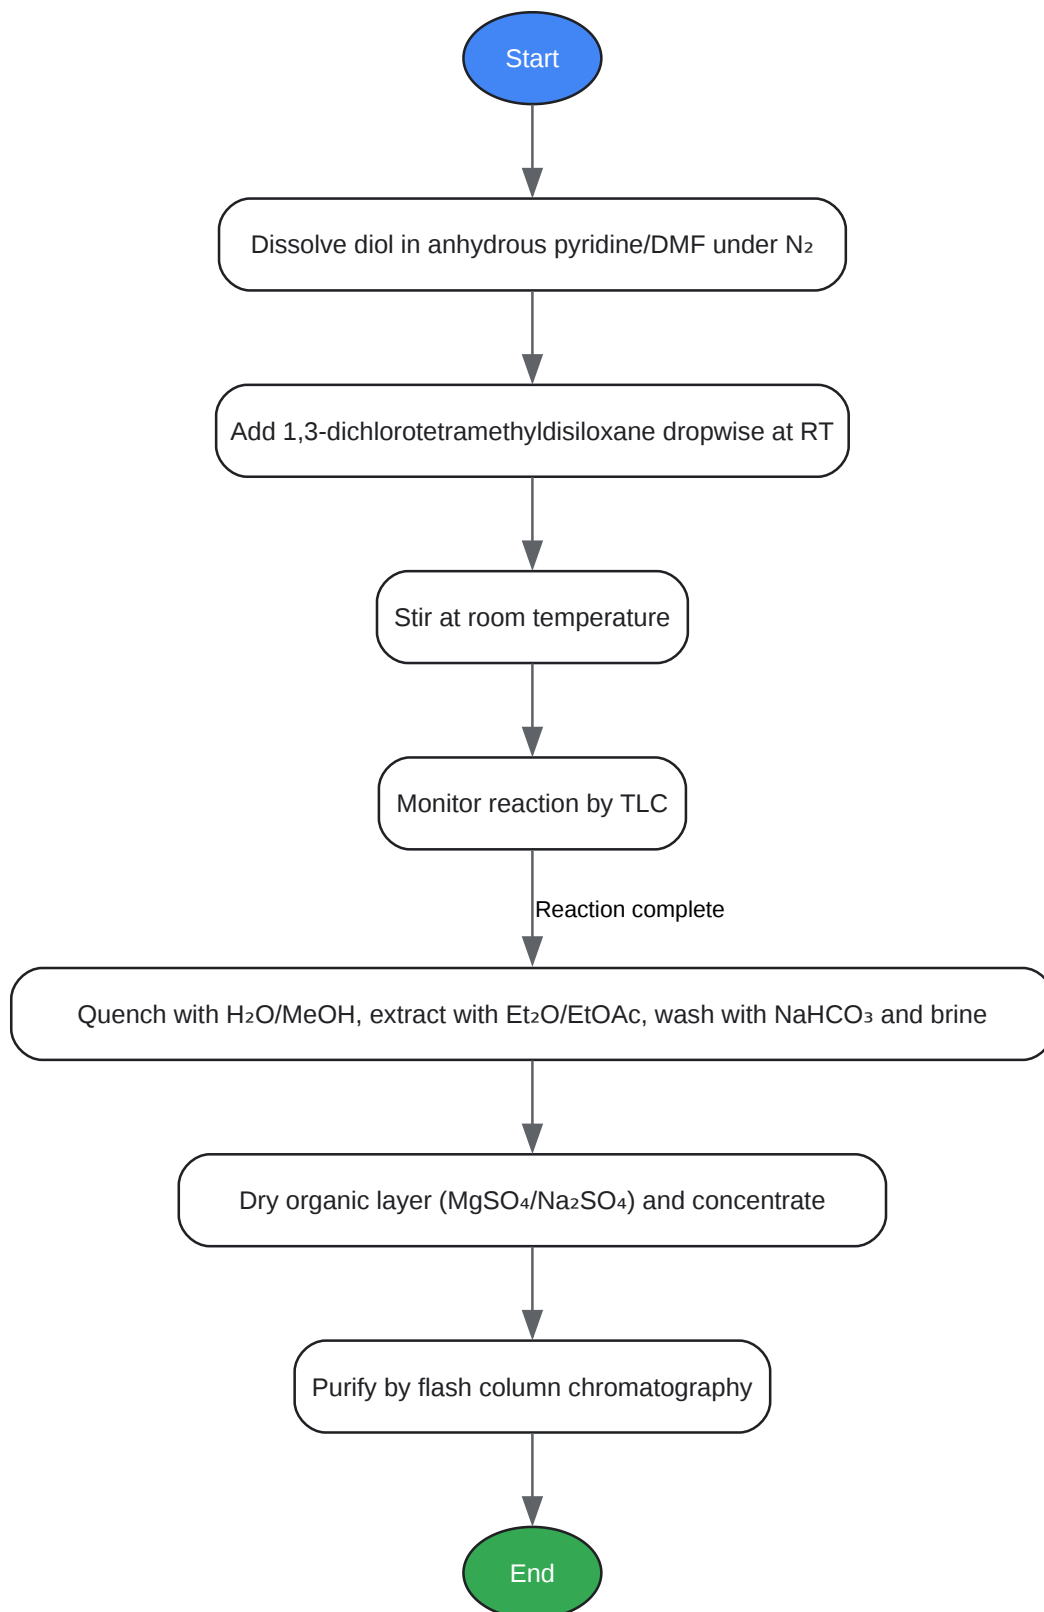 Start
Dissolve diol in anhydrous pyridine/DMF under N₂
Add 1,3-dichlorotetramethyldisiloxane dropwise at RT
Stir at room temperature
Monitor reaction by TLC
Reaction complete
Quench with H₂O/MeOH, extract with Et₂O/EtOAc, wash with NaHCO₃ and brine
Dry organic layer (MgSO₄/Na₂SO₄) and concentrate
Purify by flash column chromatography
End